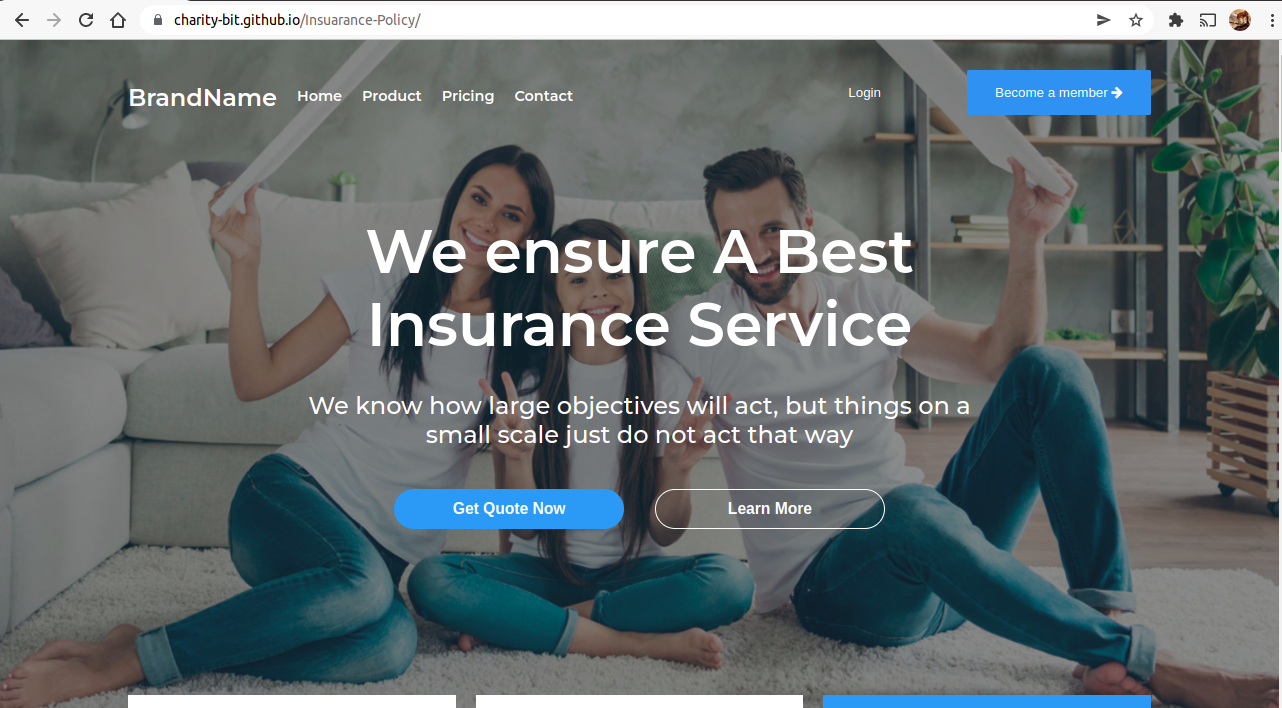 charity-bit.github.io/Insuarance-Policy/
BrandName Home Product Pricing Contact Login Become a member
We ensure A Best
Insurance Service
We know how large objectives will act, but things on a
small scale just do not act that way
Get Quote Now Learn More